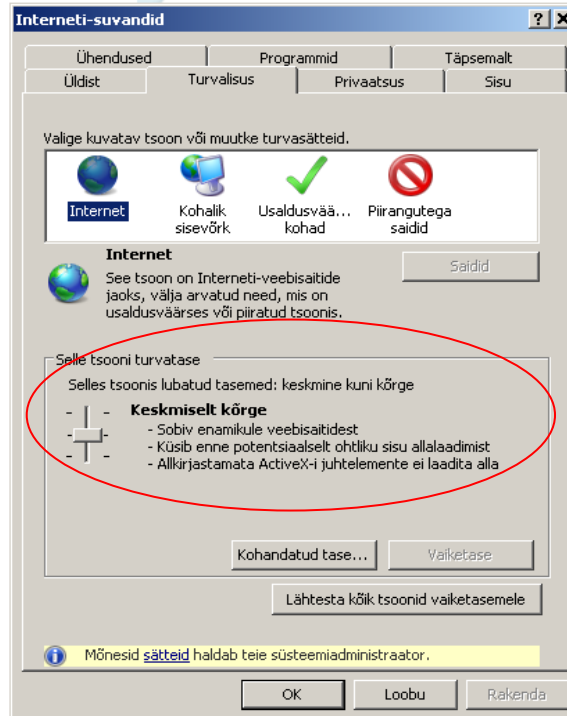 Interneti-suvandid
Ühendused Programmid Täpsemalt
Üldist Turvalisus Privaatsus Sisu
Valige kuvatav tsoon või muutke turvasätteid.
Internet Kohalik sisevõrk Usaldusvää... kohad Piirangutega saidid
Internet
See tsoon on Interneti-veebisaitide
jaoks, välja arvatud need, mis on
usaldusväärses või piiratud tsoonis.
Saidid
Selle tsooni turvatase
Selles tsoonis lubatud tasemed: keskmine kuni kõrge
Keskmiselt kõrge
- Sobiv enamikule veebisaitidest
- Küsib enne potentsiaalselt ohtliku sisu allalaadimist
- Allkirjastamata ActiveX-i juhtelemente ei laadita alla
Kohandatud tase... Vaiketase
Lähtesta kõik tsoonid vaiketasemele
Mõnesid sätteid haldab teie süsteemiadministraator.
OK Loobu Rakenda